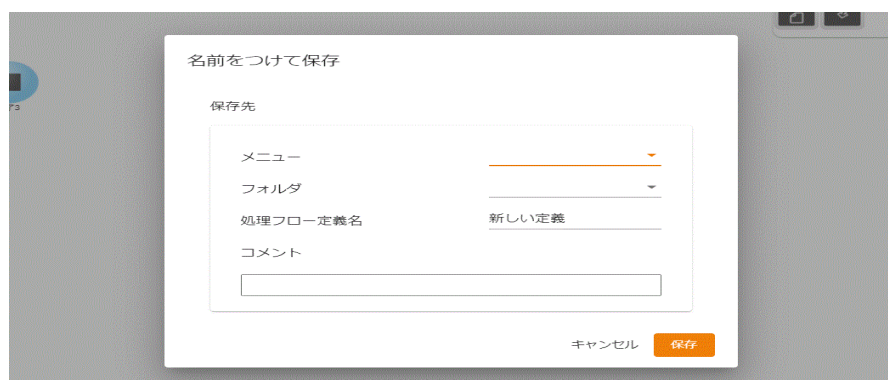 名前をつけて保存
保存先
メニュー
フォルダ
処理フロー定義名 新しい定義
コメント
キャンセル 保存